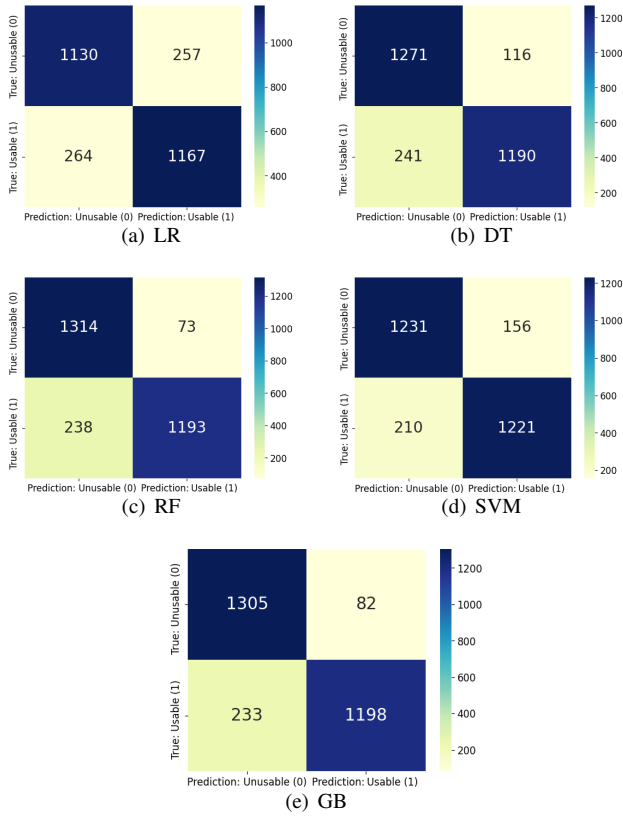 True: Unusable (0)
1130 257
True: Usable (1)
264 1167
Prediction: Unusable (0) Prediction: Usable (1)
1000
800
600
400
(a) LR
True: Unusable (0)
1271 116
True: Usable (1)
241 1190
Prediction: Unusable (0) Prediction: Usable (1)
1200
1000
800
600
400
200
(b) DT
True: Unusable (0)
1314 73
True: Usable (1)
238 1193
Prediction: Unusable (0) Prediction: Usable (1)
1200
1000
800
600
400
200
(c) RF
True: Unusable (0)
1231 156
True: Usable (1)
210 1221
Prediction: Unusable (0) Prediction: Usable (1)
1200
1000
800
600
400
200
(d) SVM
True: Unusable (0)
1305 82
True: Usable (1)
233 1198
Prediction: Unusable (0) Prediction: Usable (1)
1200
1000
800
600
400
200
(e) GB